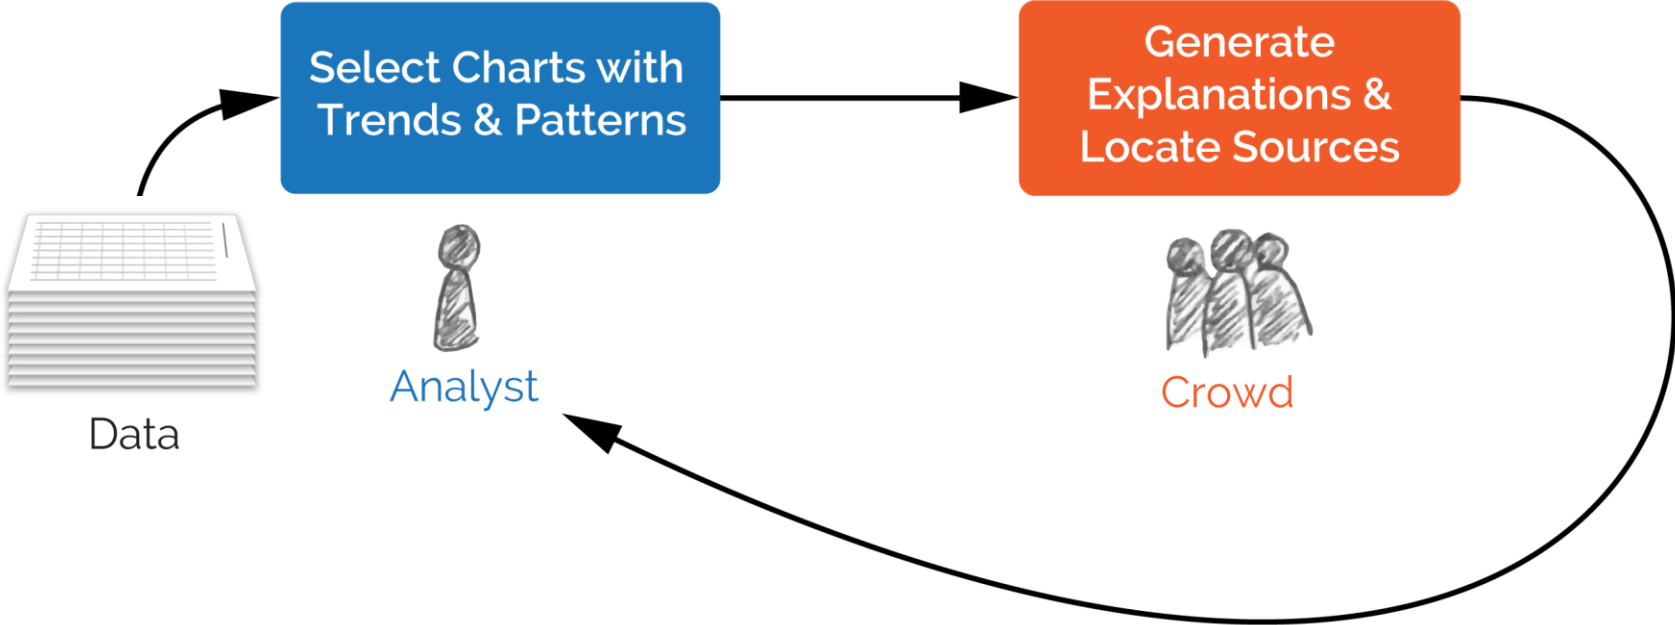 Select Charts with
Trends & Patterns
Generate
Explanations &
Locate Sources
Data
Analyst
Crowd